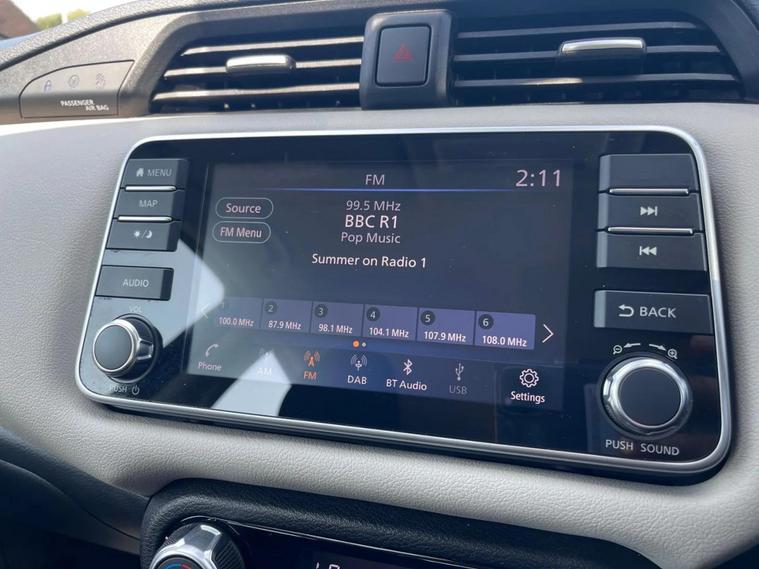 PASSENGER
AIR BAG
MENU
MAP
AUDIO
VOL
PUSH
FM
2:11
Source
FM Menu
99.5 MHz
BBC R1
Pop Music
Summer on Radio 1
1
100.0 MHz
2
87.9 MHz
3
98.1 MHz
4
104.1 MHz
5
107.9 MHz
6
108.0 MHz
Phone
AM
FM
DAB
BT Audio
USB
Settings
BACK
PUSH SOUND